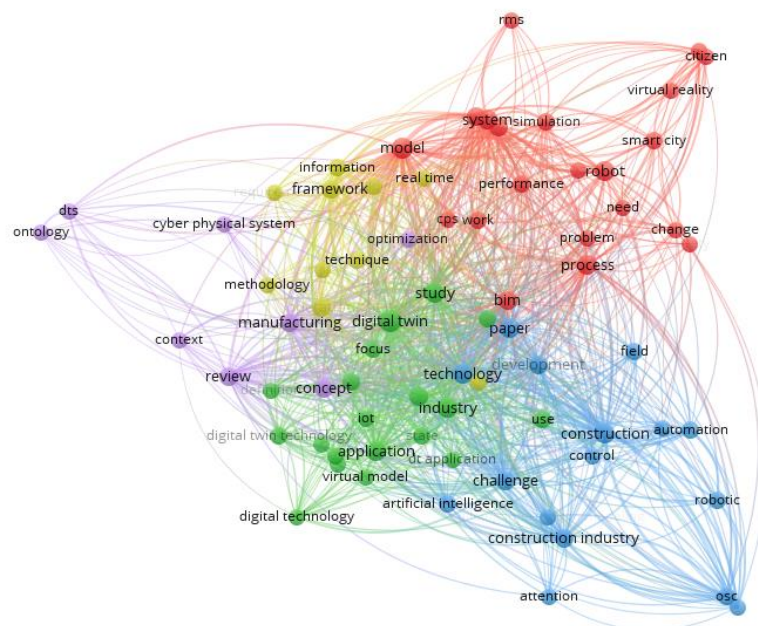 rms
citizen
virtual reality
system
simulation
smart city
model
information
framework
real time
performance
robot
dts
ontology
cyber physical system
cps
work
need
optimization
problem
change
technique
process
methodology
study
bim
manufacturing
digital twin
paper
context
focus
field
review
definition
concept
technology
development
industry
iot
use
construction
automation
digital twin technology
state
application
dt application
control
virtual model
challenge
artificial intelligence
robotic
digital technology
construction industry
attention
osc